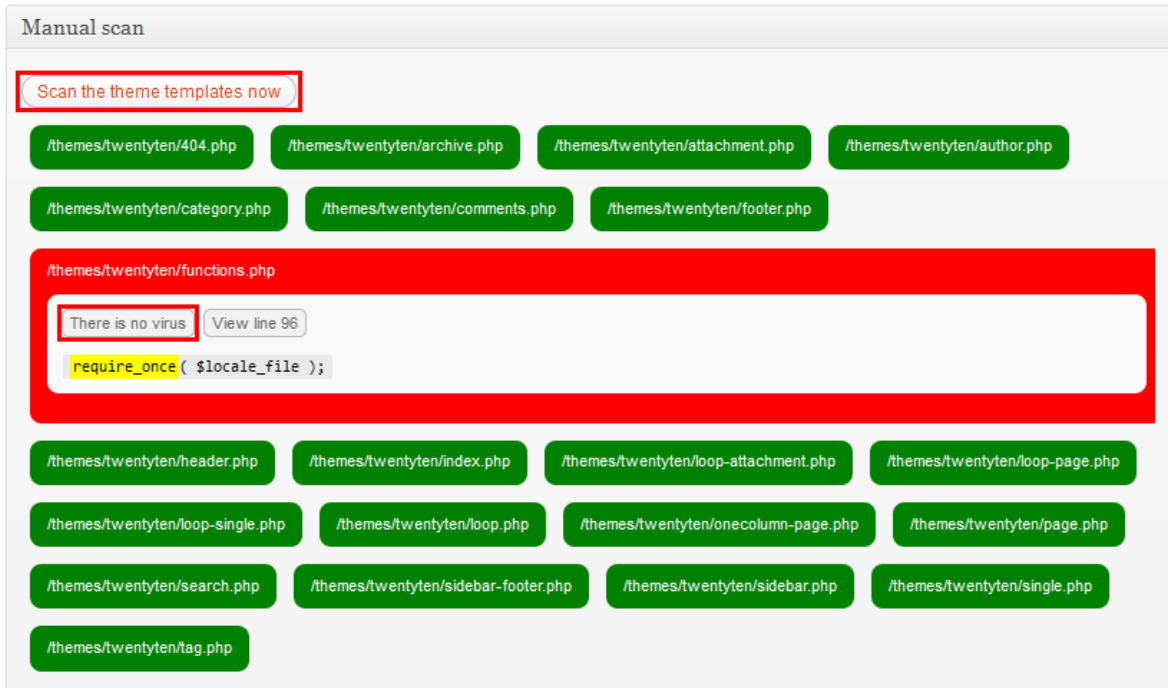 Manual scan
Scan the theme templates now
/themes/twentyten/404.php /themes/twentyten/archive.php /themes/twentyten/attachment.php /themes/twentyten/author.php
/themes/twentyten/category.php /themes/twentyten/comments.php /themes/twentyten/footer.php
/themes/twentyten/functions.php
There is no virus View line 96
require_once( $locale_file );
/themes/twentyten/header.php /themes/twentyten/index.php /themes/twentyten/loop-attachment.php /themes/twentyten/loop-page.php
/themes/twentyten/loop-single.php /themes/twentyten/loop.php /themes/twentyten/onecolumn-page.php /themes/twentyten/page.php
/themes/twentyten/search.php /themes/twentyten/sidebar-footer.php /themes/twentyten/sidebar.php /themes/twentyten/single.php
/themes/twentyten/tag.php